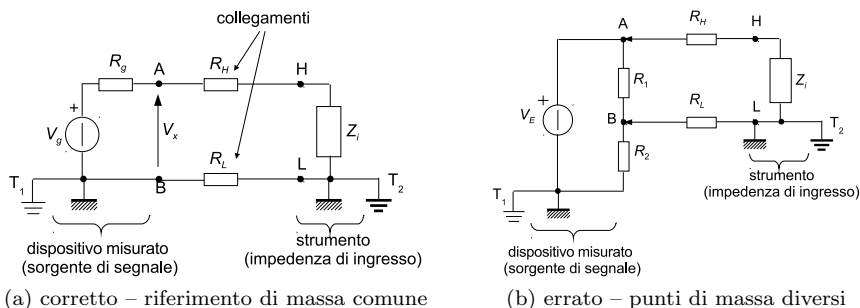 collegamenti
R_g
A
R_H
H
+
V_g
V_x
Z_i
R_L
T_1
B
L
T_2
dispositivo misurato
(sorgente di segnale)
strumento
(impedenza di ingresso)
(a) corretto – riferimento di massa comune
A
R_H
H
R_1
Z_i
+
V_E
B
R_L
L
T_2
R_2
T_1
strumento
(impedenza di ingresso)
dispositivo misurato
(sorgente di segnale)
(b) errato – punti di massa diversi